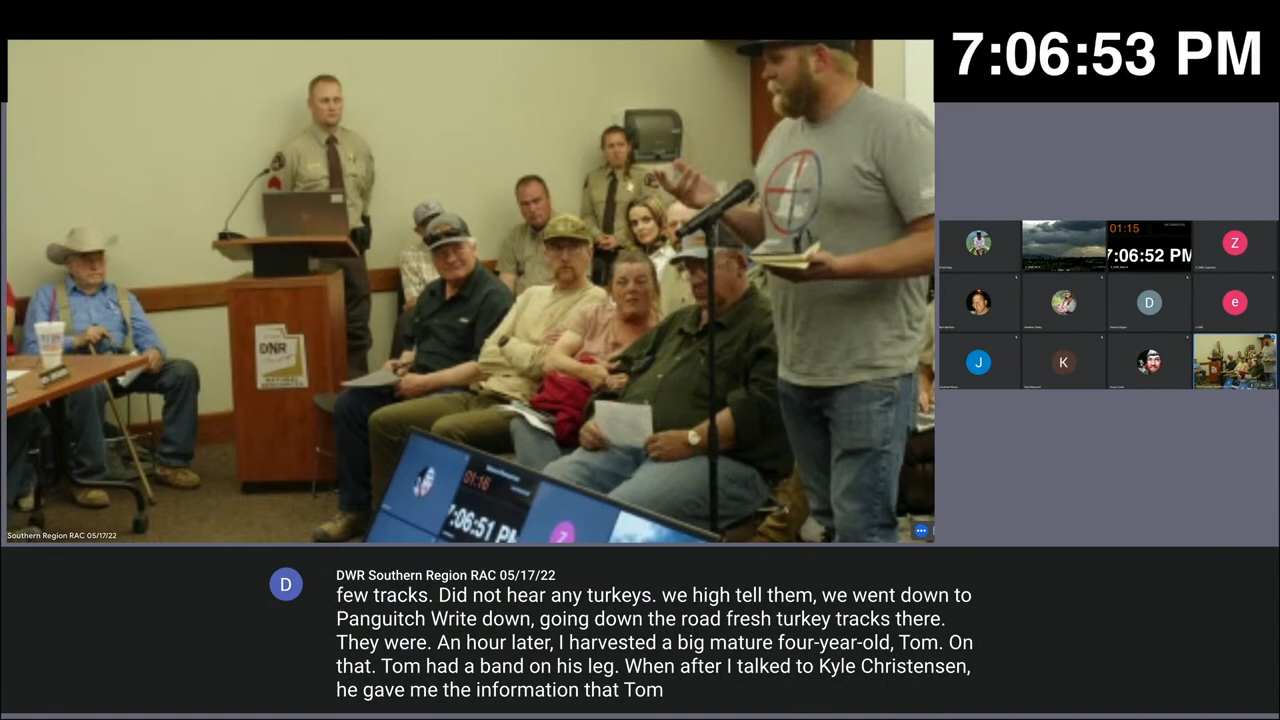 7:06:53 PM
01:15
7:06:52 PM
Z
D
e
J
K
DNR
NATURAL
01:16
7:06:51 PM
Southern Region RAC 05/17/22
D
DWR Southern Region RAC 05/17/22
few tracks. Did not hear any turkeys. we high tell them, we went down to
Panguitch Write down, going down the road fresh turkey tracks there.
They were. An hour later, I harvested a big mature four-year-old, Tom. On
that. Tom had a band on his leg. When after I talked to Kyle Christensen,
he gave me the information that Tom